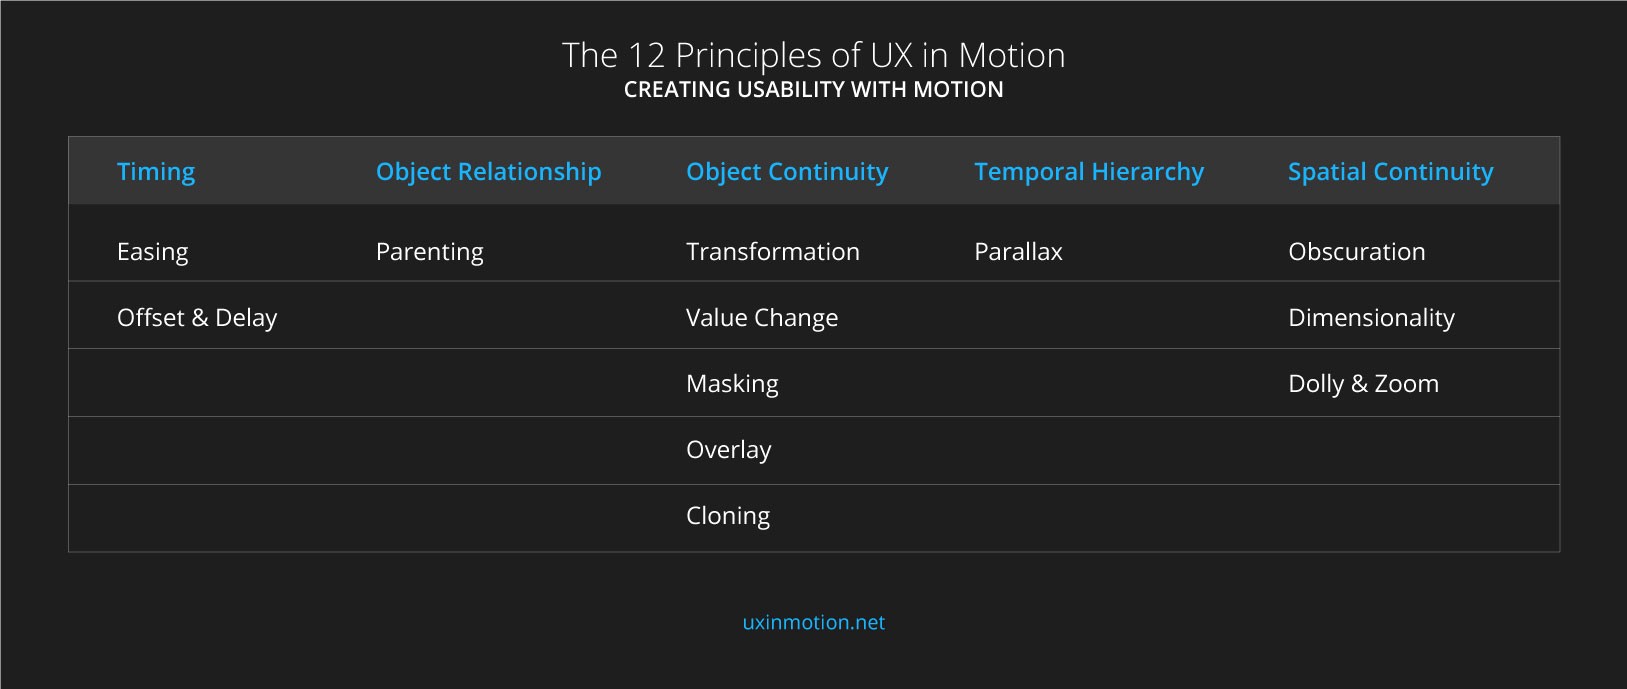 The 12 Principles of UX in Motion
CREATING USABILITY WITH MOTION
Timing Object Relationship Object Continuity Temporal Hierarchy Spatial Continuity
Easing Parenting Transformation Parallax Obscuration
Offset & Delay Value Change Dimensionality
Masking Dolly & Zoom
Overlay
Cloning
uxinmotion.net